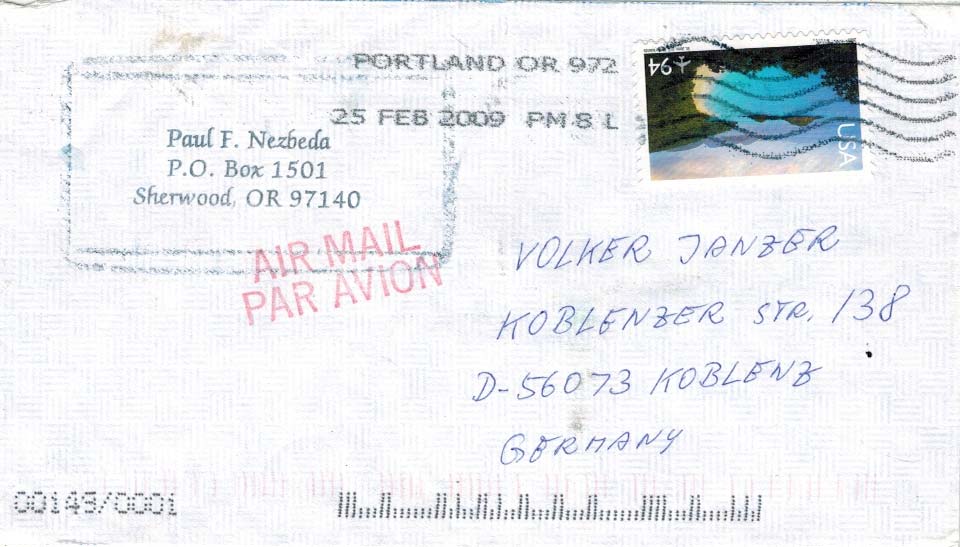 PORTLAND OR 972
25 FEB 2009 PM 8 L
94
USA
Paul F. Nezbeda
P.O. Box 1501
Sherwood, OR 97140
AIR MAIL
PAR AVION
VOLKER JANZER
KOBLENZER STR. 138
D-56073 KOBLENZ
GERMANY
00143/0001